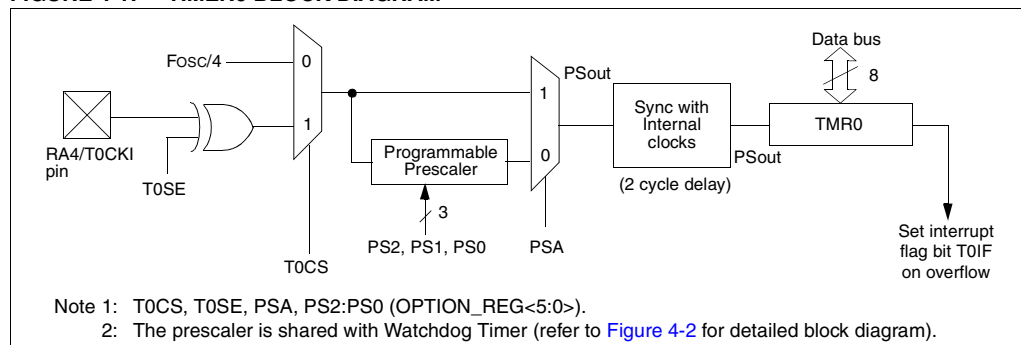 Data bus
FOSC/4
0
8
PSout
1
Sync with
Internal
clocks
TMR0
1
Programmable
Prescaler
0
RA4/T0CKI
pin
PSout
T0SE
(2 cycle delay)
3
PS2, PS1, PS0
PSA
Set interrupt
flag bit T0IF
on overflow
T0CS
Note 1: T0CS, T0SE, PSA, PS2:PS0 (OPTION_REG<5:0>).
2: The prescaler is shared with Watchdog Timer (refer to Figure 4-2 for detailed block diagram).